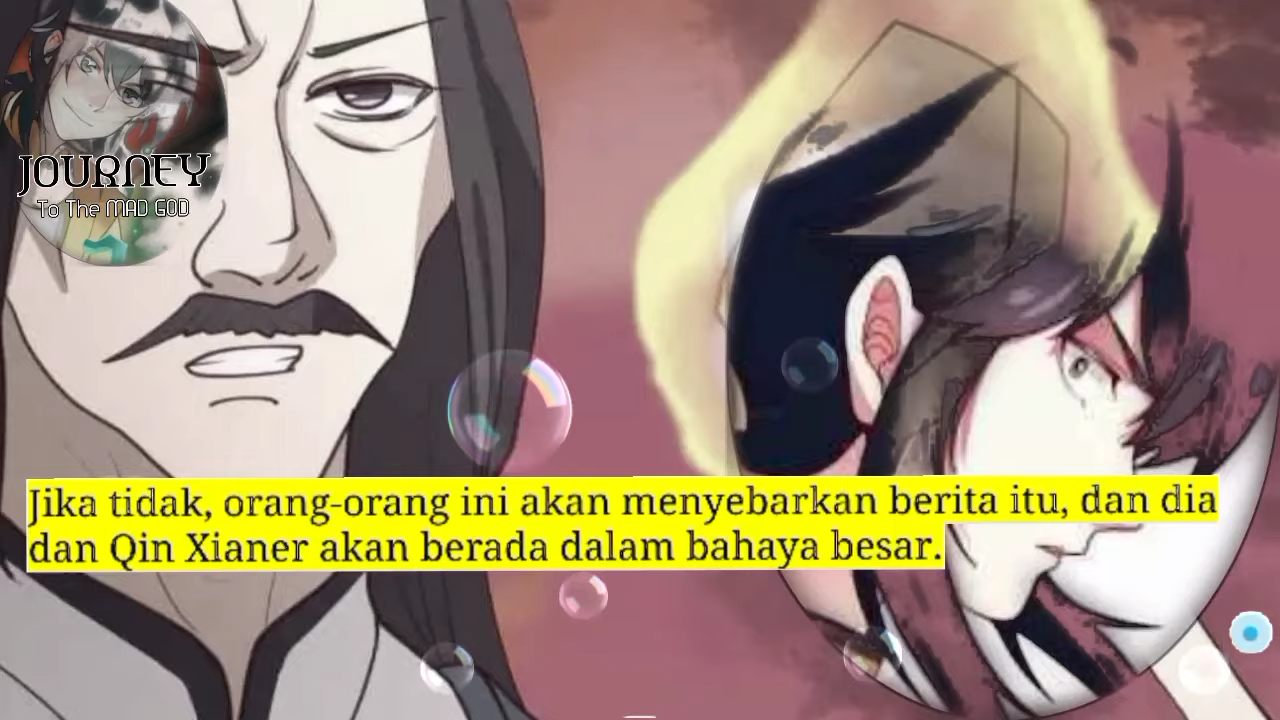 JOURNEY
To The MAD GOD
Jika tidak, orang-orang ini akan menyebarkan berita itu, dan dia
dan Qin Xianer akan berada dalam bahaya besar.